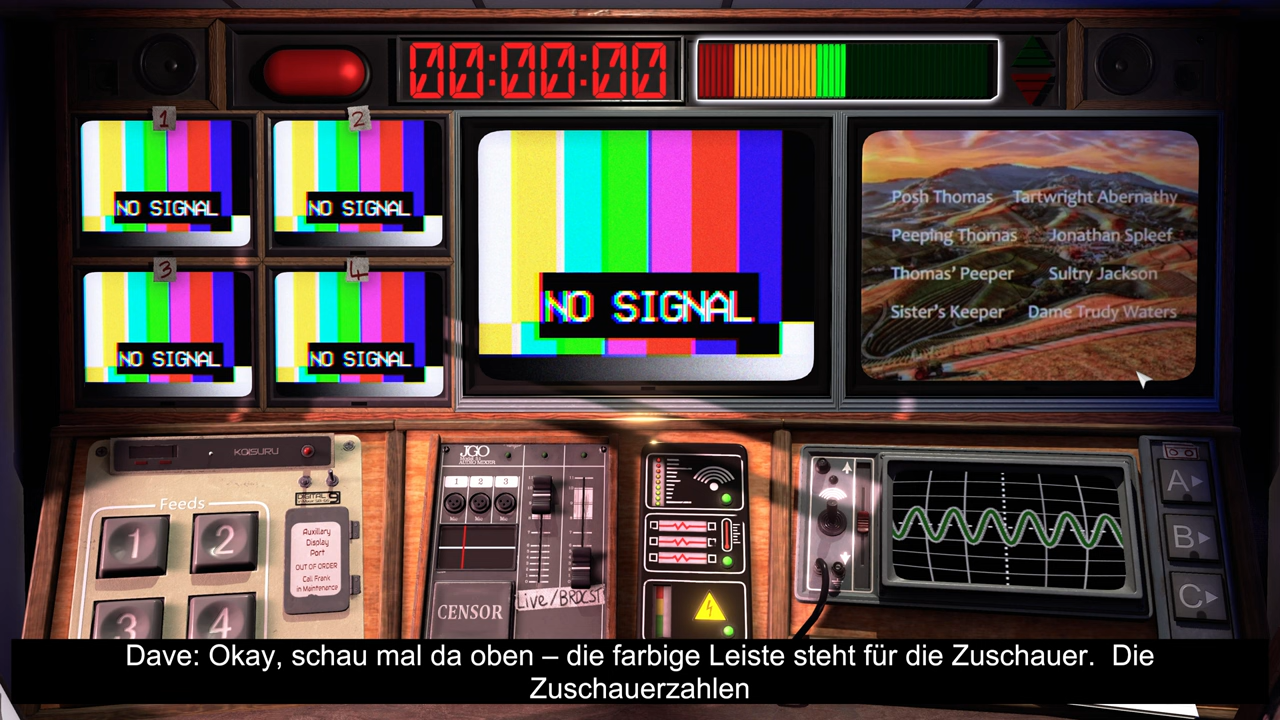 00:00:00
1
2
NO SIGNAL
NO SIGNAL
3
4
NO SIGNAL
NO SIGNAL
NO SIGNAL
Posh Thomas Tartwright Abernathy
Peeping Thomas Jonathan Spleef
Thomas' Peeper Sultry Jackson
Sister's Keeper Dame Trudy Waters
KOIGURU
Feeds
1
2
3
4
DIGITAL 9
Auxiliary
Display
Port
OUT OF ORDER
Call Frank
in Maintenance
JGO
1 2 3
CENSOR
Live/BRDCST
A
B
C
Dave: Okay, schau mal da oben – die farbige Leiste steht für die Zuschauer. Die
Zuschauerzahlen